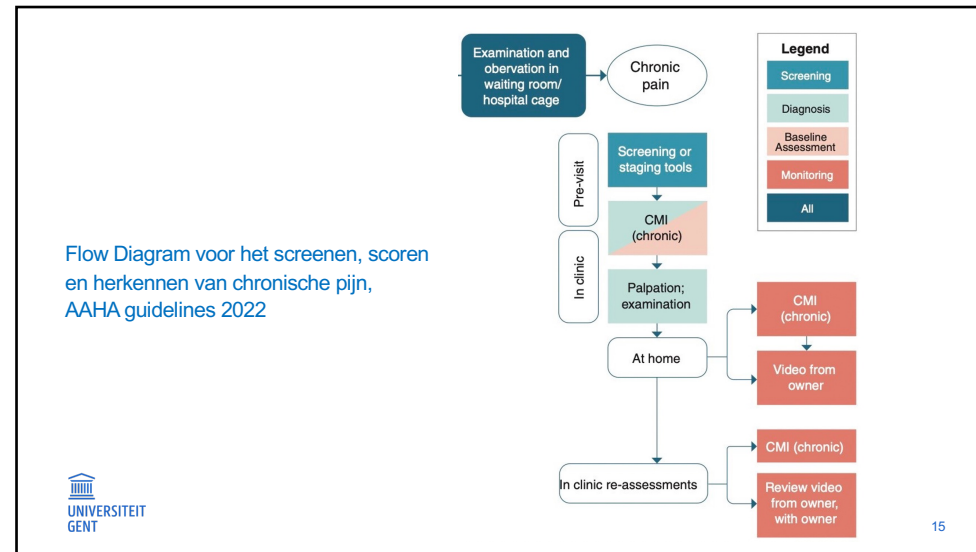 Examination and
obervation in
waiting room/
hospital cage
Chronic
pain
Legend
Screening
Diagnosis
Baseline
Assessment
Monitoring
All
Pre-visit
Screening or
staging tools
CMI
(chronic)
In clinic
Palpation;
examination
Flow Diagram voor het screenen, scoren
en herkennen van chronische pijn,
AAHA guidelines 2022
At home
CMI
(chronic)
Video from
owner
In clinic re-assessments
CMI (chronic)
Review video
from owner,
with owner
UNIVERSITEIT
GENT
15